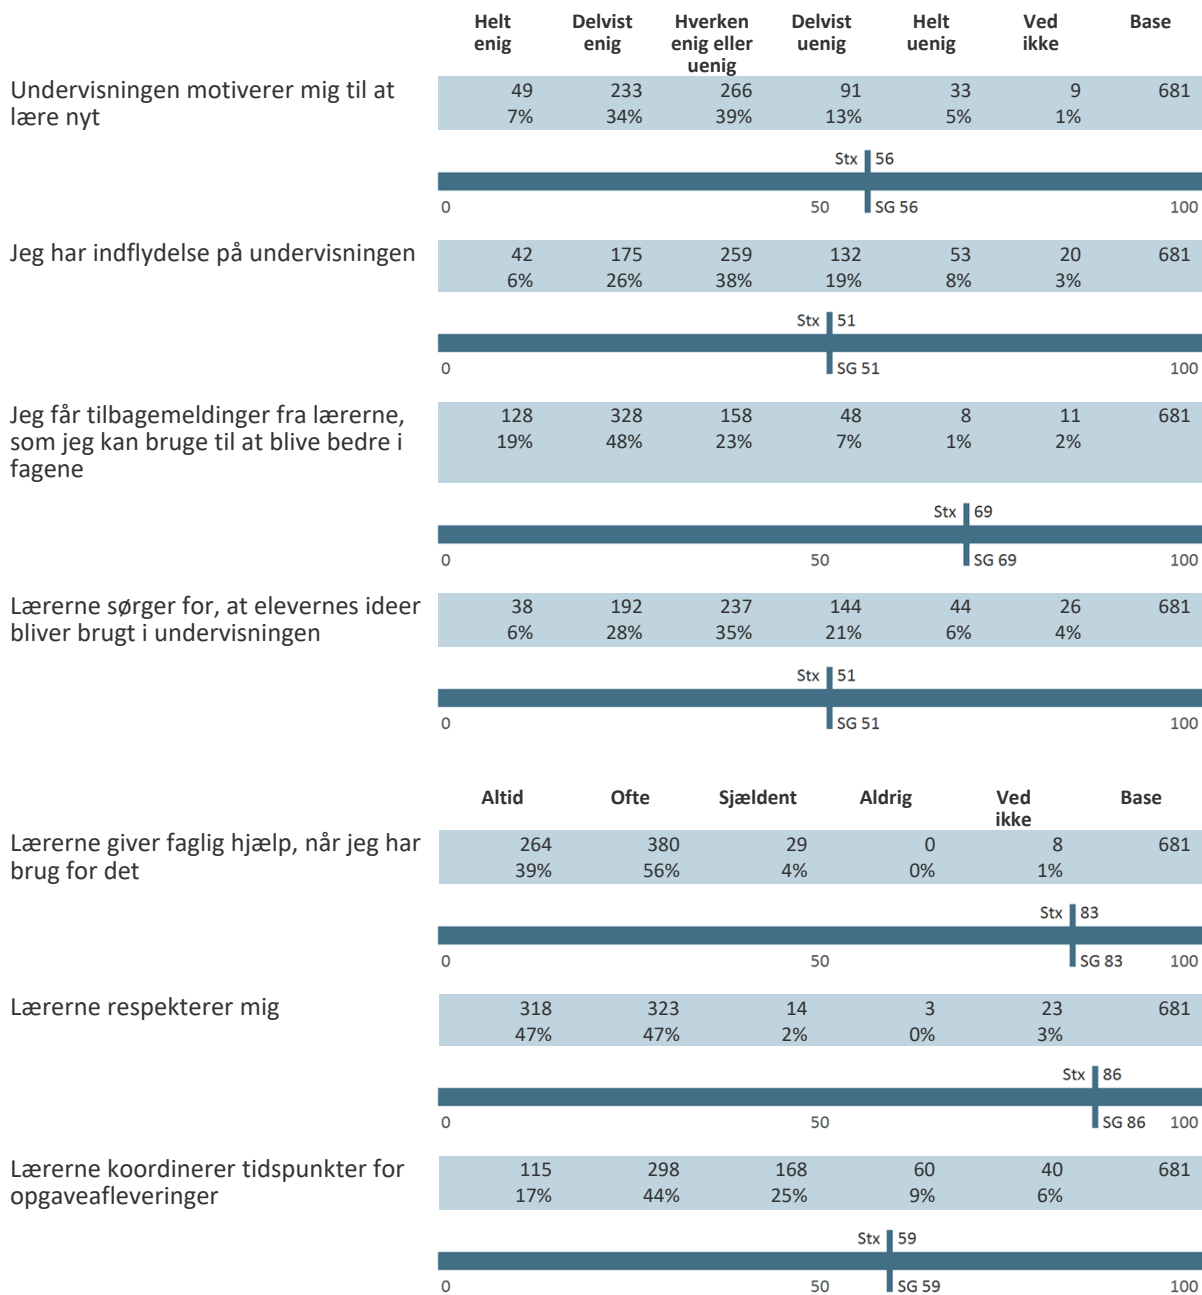 Helt enig Delvist enig Hverken enig eller uenig Delvist uenig Helt uenig Ved ikke Base
Undervisningen motiverer mig til at
lære nyt
49 233 266 91 33 9 681
7% 34% 39% 13% 5% 1%
Stx 56
0 50 SG 56 100
Jeg har indflydelse på undervisningen
42 175 259 132 53 20 681
6% 26% 38% 19% 8% 3%
Stx 51
0 SG 51 100
Jeg får tilbagemeldinger fra lærerne,
som jeg kan bruge til at blive bedre i
fagene
128 328 158 48 8 11 681
19% 48% 23% 7% 1% 2%
Stx 69
0 50 SG 69 100
Lærerne sørger for, at elevernes ideer
bliver brugt i undervisningen
38 192 237 144 44 26 681
6% 28% 35% 21% 6% 4%
Stx 51
0 SG 51 100
Altid Ofte Sjældent Aldrig Ved ikke Base
Lærerne giver faglig hjælp, når jeg har
brug for det
264 380 29 0 8 681
39% 56% 4% 0% 1%
Stx 83
0 50 SG 83 100
Lærerne respekterer mig
318 323 14 3 23 681
47% 47% 2% 0% 3%
Stx 86
0 50 SG 86 100
Lærerne koordinerer tidspunkter for
opgaveafleveringer
115 298 168 60 40 681
17% 44% 25% 9% 6%
Stx 59
0 50 SG 59 100